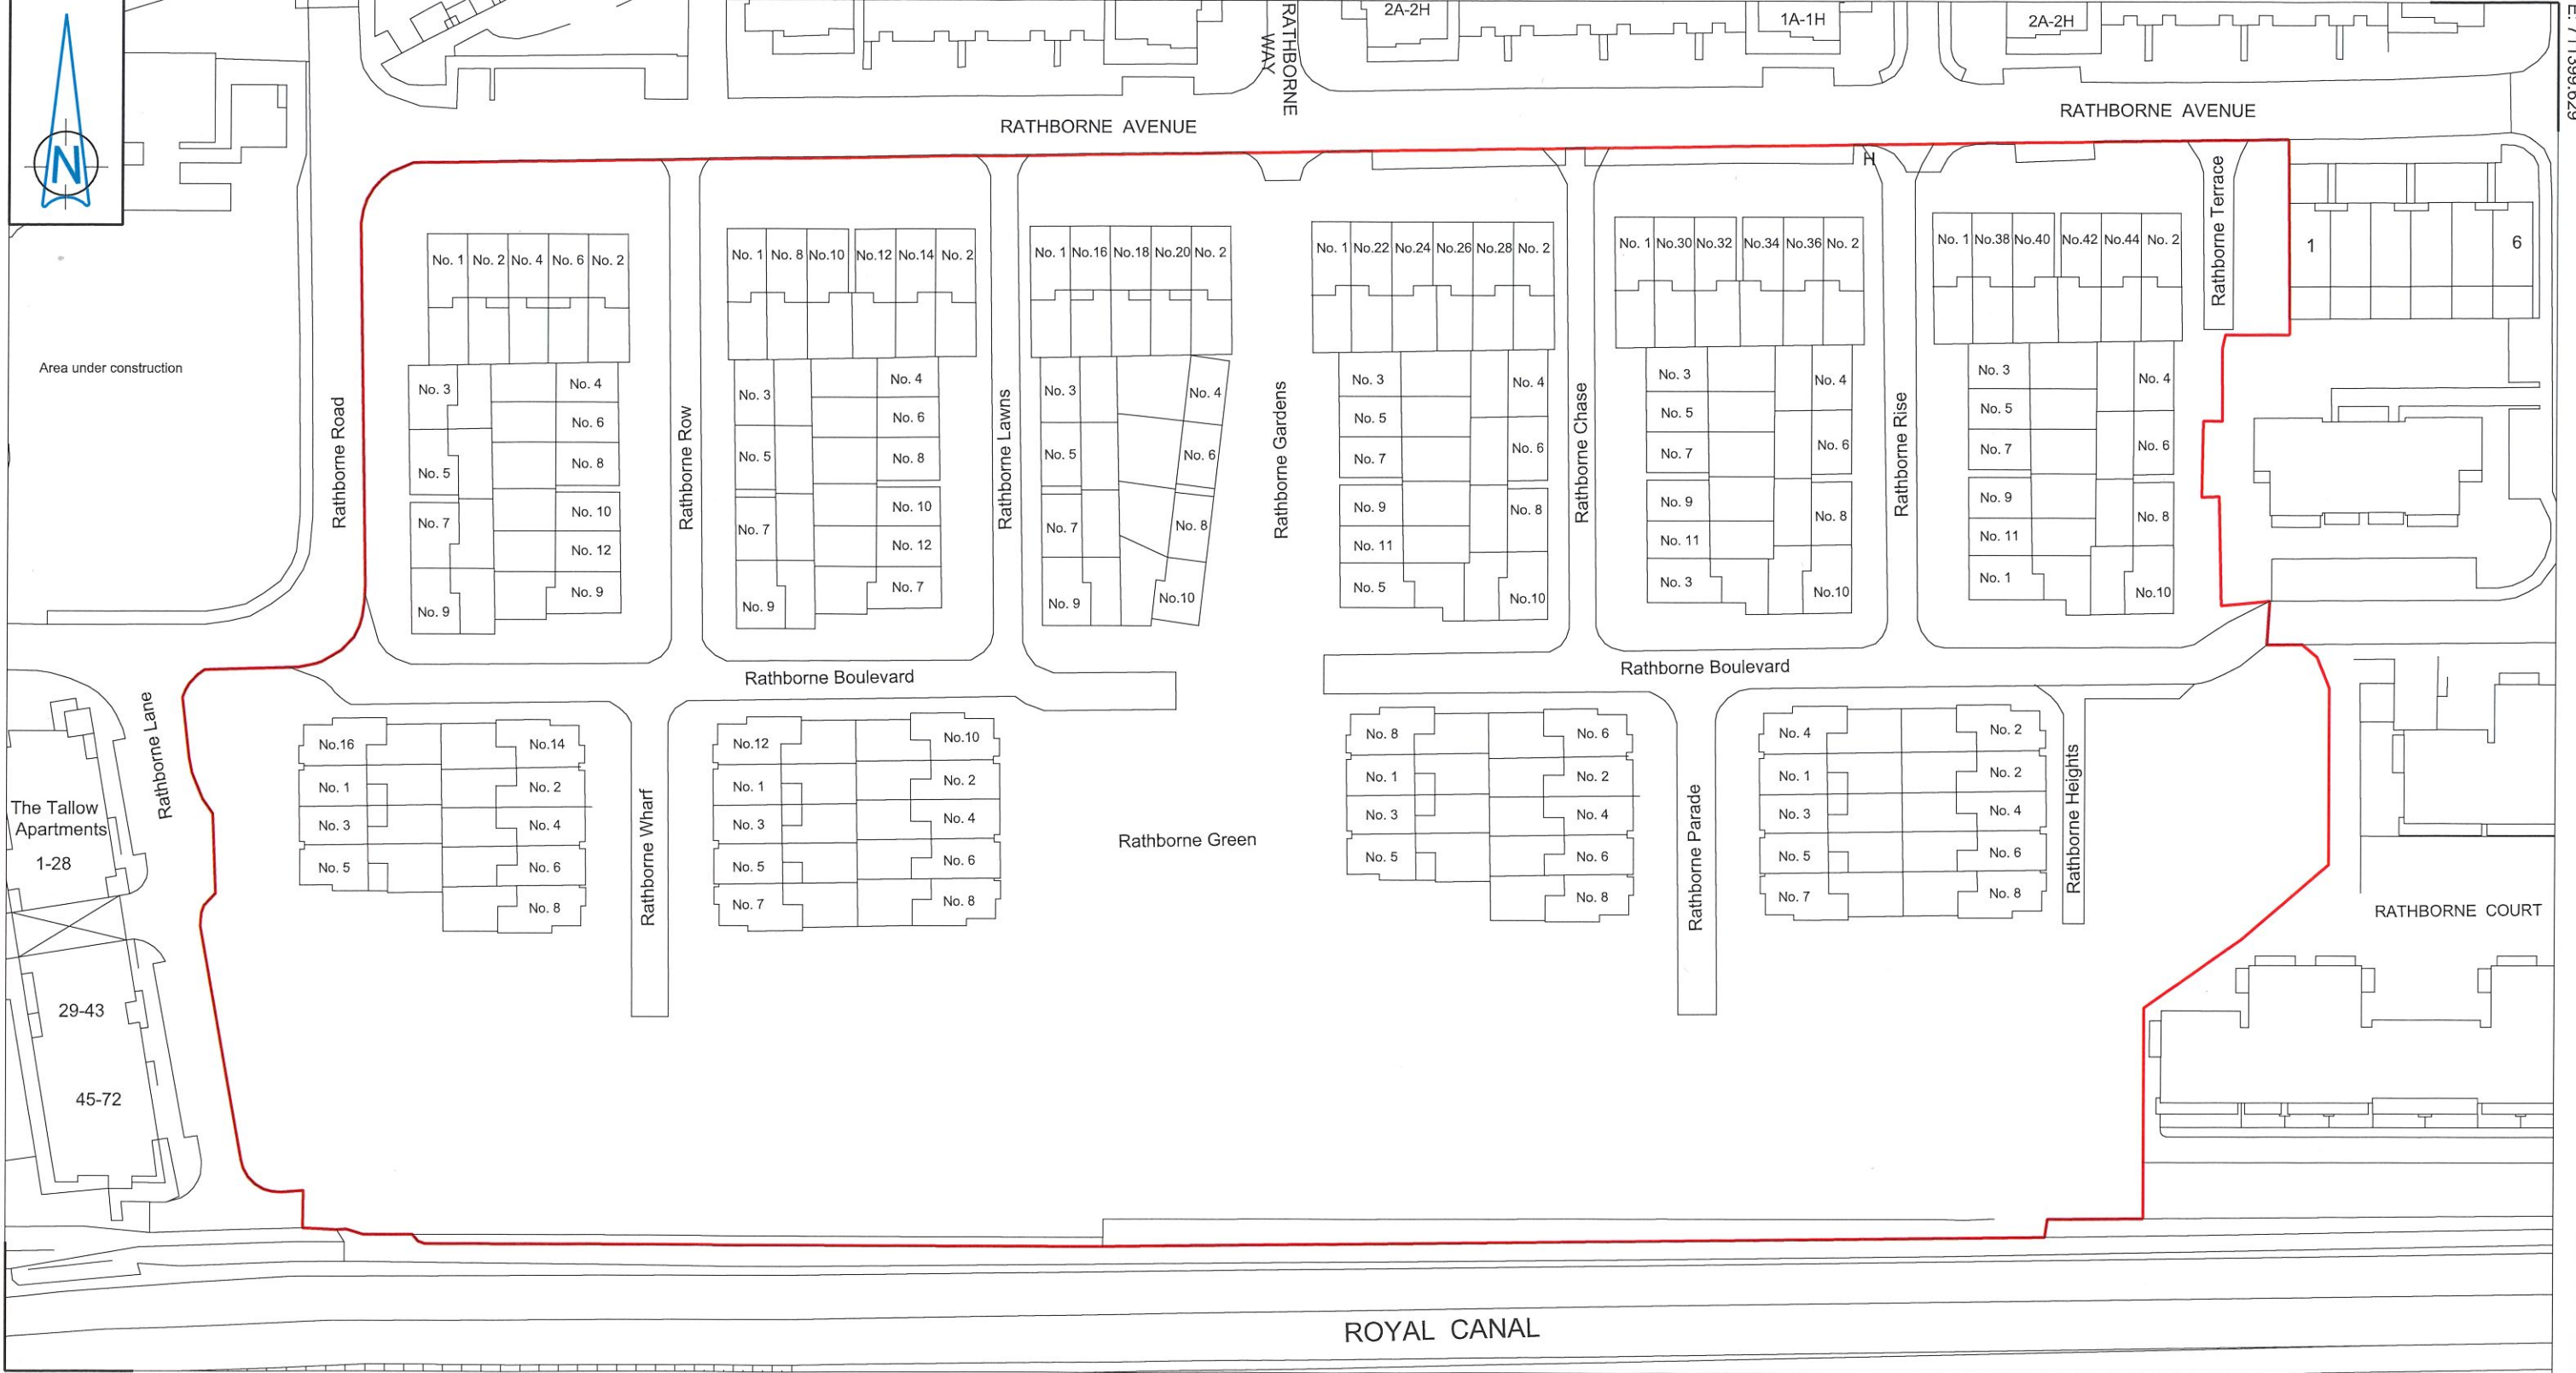 N
2A-2H
1A-1H
2A-2H
RATHBORNE
WAY
RATHBORNE AVENUE
RATHBORNE AVENUE
H
Area under construction
Rathborne Road
No. 1 No. 2 No. 4 No. 6 No. 2
No. 3
No. 5
No. 7
No. 9
No. 4
No. 6
No. 8
No. 10
No. 12
No. 9
Rathborne Row
No. 1 No. 8 No.10 No.12 No.14 No. 2
No. 3
No. 5
No. 7
No. 9
No. 4
No. 6
No. 8
No. 10
No. 12
No. 7
Rathborne Lawns
No. 1 No.16 No.18 No.20 No. 2
No. 3
No. 5
No. 7
No. 9
No. 4
No. 6
No. 8
No.10
Rathborne Gardens
No. 1 No.22 No.24 No.26 No.28 No. 2
No. 3
No. 5
No. 7
No. 9
No. 11
No. 5
No. 4
No. 6
No. 8
No.10
Rathborne Chase
No. 1 No.30 No.32 No.34 No.36 No. 2
No. 3
No. 5
No. 7
No. 9
No. 11
No. 3
No. 4
No. 6
No. 8
No.10
Rathborne Rise
No. 1 No.38 No.40 No.42 No.44 No. 2
No. 3
No. 5
No. 7
No. 9
No. 11
No. 1
No. 4
No. 6
No. 8
No.10
Rathborne Terrace
1
6
Rathborne Boulevard
Rathborne Boulevard
Rathborne Lane
The Tallow
Apartments
1-28
29-43
45-72
No.16
No. 1
No. 3
No. 5
No.14
No. 2
No. 4
No. 6
No. 8
Rathborne Wharf
No.12
No. 1
No. 3
No. 5
No. 7
No.10
No. 2
No. 4
No. 6
No. 8
Rathborne Green
No. 8
No. 1
No. 3
No. 5
No. 6
No. 2
No. 4
No. 6
No. 8
Rathborne Parade
No. 4
No. 1
No. 3
No. 5
No. 7
No. 2
No. 2
No. 4
No. 6
No. 8
Rathborne Heights
RATHBORNE COURT
ROYAL CANAL